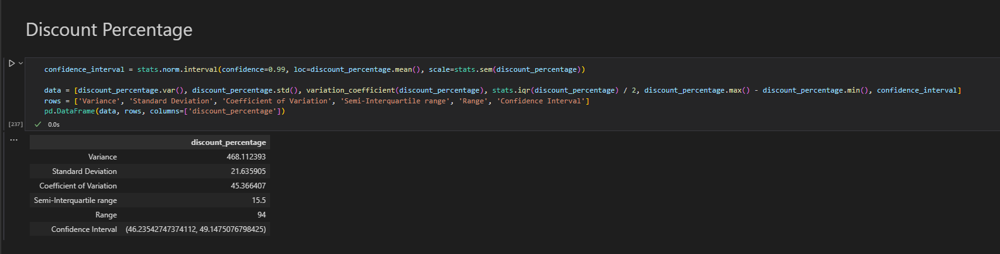 Discount Percentage
confidence_interval = stats.norm.interval(confidence=0.99, loc=discount_percentage.mean(), scale=stats.sem(discount_percentage))
data = [discount_percentage.var(), discount_percentage.std(), variation_coefficient(discount_percentage), stats.iqr(discount_percentage) / 2, discount_percentage.max() - discount_percentage.min(), confidence_interval]
rows = ['Variance', 'Standard Deviation', 'Coefficient of Variation', 'Semi-Interquartile range', 'Range', 'Confidence Interval']
pd.DataFrame(data, rows, columns=['discount_percentage'])
[237] 0.0s
...
discount_percentage
Variance 468.112393
Standard Deviation 21.635905
Coefficient of Variation 45.366407
Semi-Interquartile range 15.5
Range 94
Confidence Interval (46.23542747374112, 49.1475076798425)